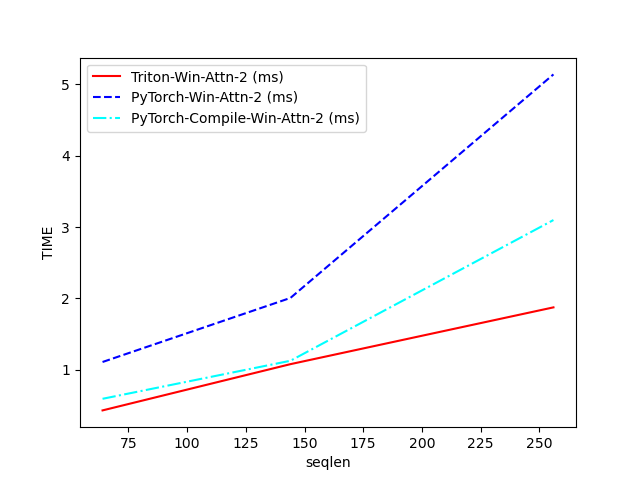 Triton-Win-Attn-2 (ms)
PyTorch-Win-Attn-2 (ms)
PyTorch-Compile-Win-Attn-2 (ms)
TIME
5
4
3
2
1
75
100
125
150
175
200
225
250
seqlen